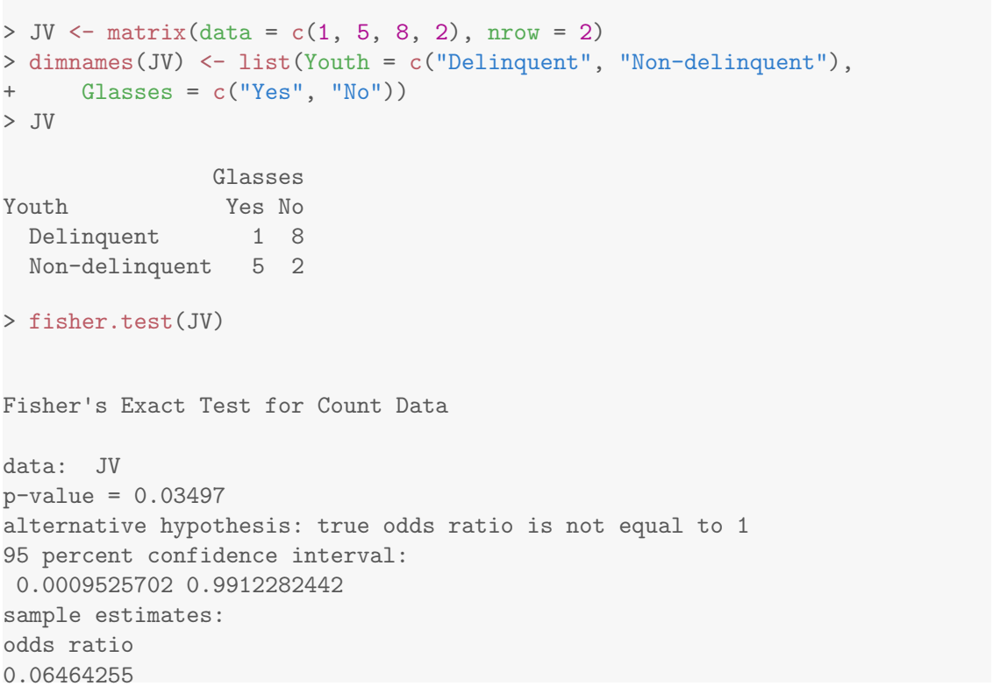 > JV <- matrix(data = c(1, 5, 8, 2), nrow = 2)
> dimnames(JV) <- list(Youth = c("Delinquent", "Non-delinquent"),
+     Glasses = c("Yes", "No"))
> JV
                Glasses
Youth            Yes No
  Delinquent       1  8
  Non-delinquent   5  2
> fisher.test(JV)
Fisher's Exact Test for Count Data
data:  JV
p-value = 0.03497
alternative hypothesis: true odds ratio is not equal to 1
95 percent confidence interval:
 0.0009525702 0.9912282442
sample estimates:
odds ratio
0.06464255